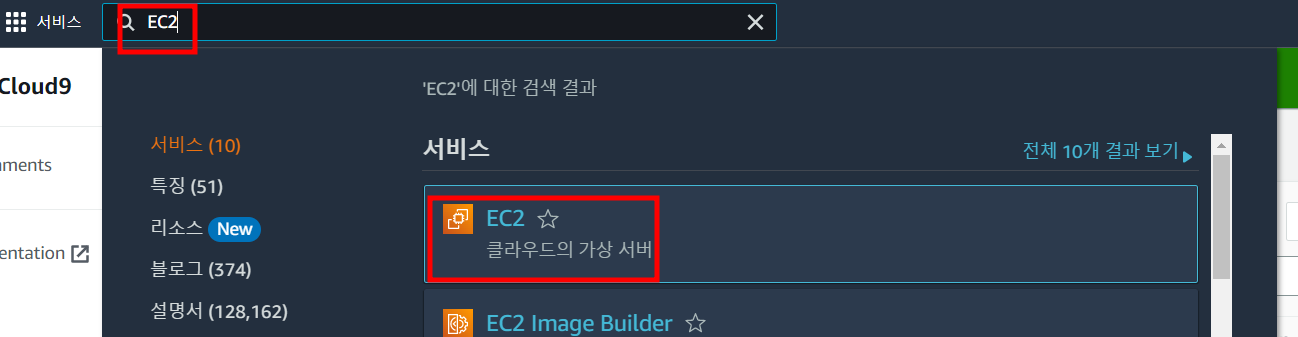 서비스
EC2
Cloud9
'EC2'에 대한 검색 결과
서비스 (10)
특징 (51)
리소스 New
블로그 (374)
설명서 (128,162)
서비스
전체 10개 결과 보기
EC2
클라우드의 가상 서버
EC2 Image Builder